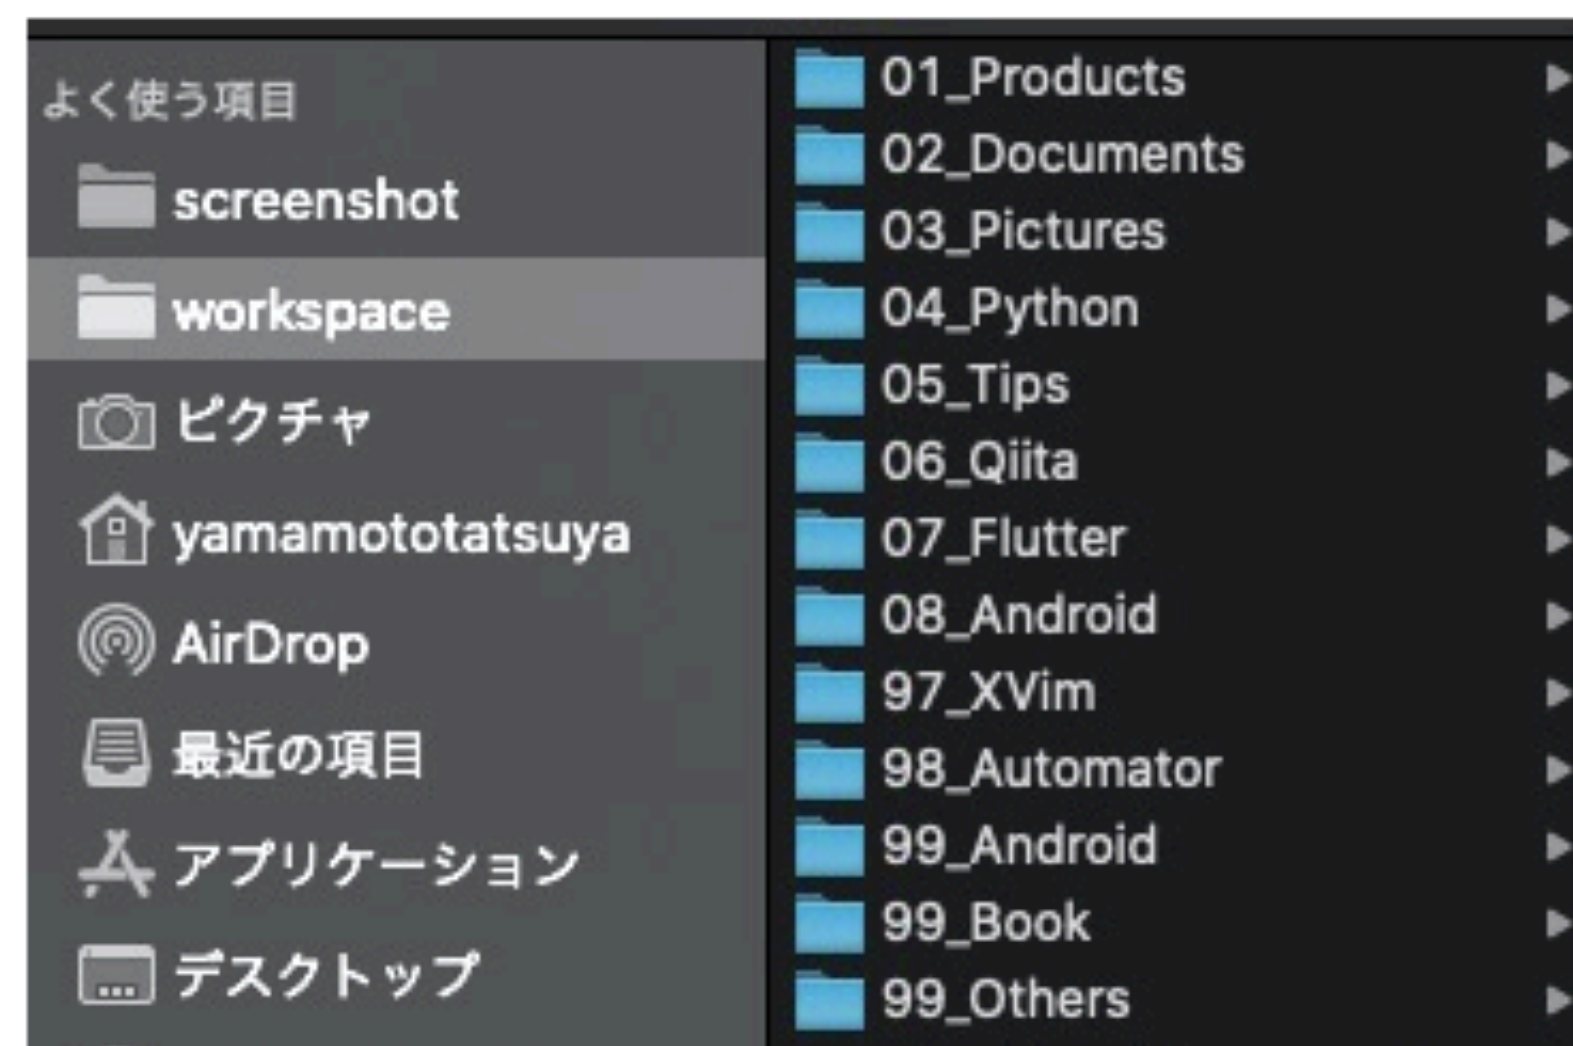 よく使う項目
screenshot
workspace
ピクチャ
yamamototatsuya
AirDrop
最近の項目
アプリケーション
デスクトップ
01_Products
02_Documents
03_Pictures
04_Python
05_Tips
06_Qiita
07_Flutter
08_Android
97_XVim
98_Automator
99_Android
99_Book
99_Others